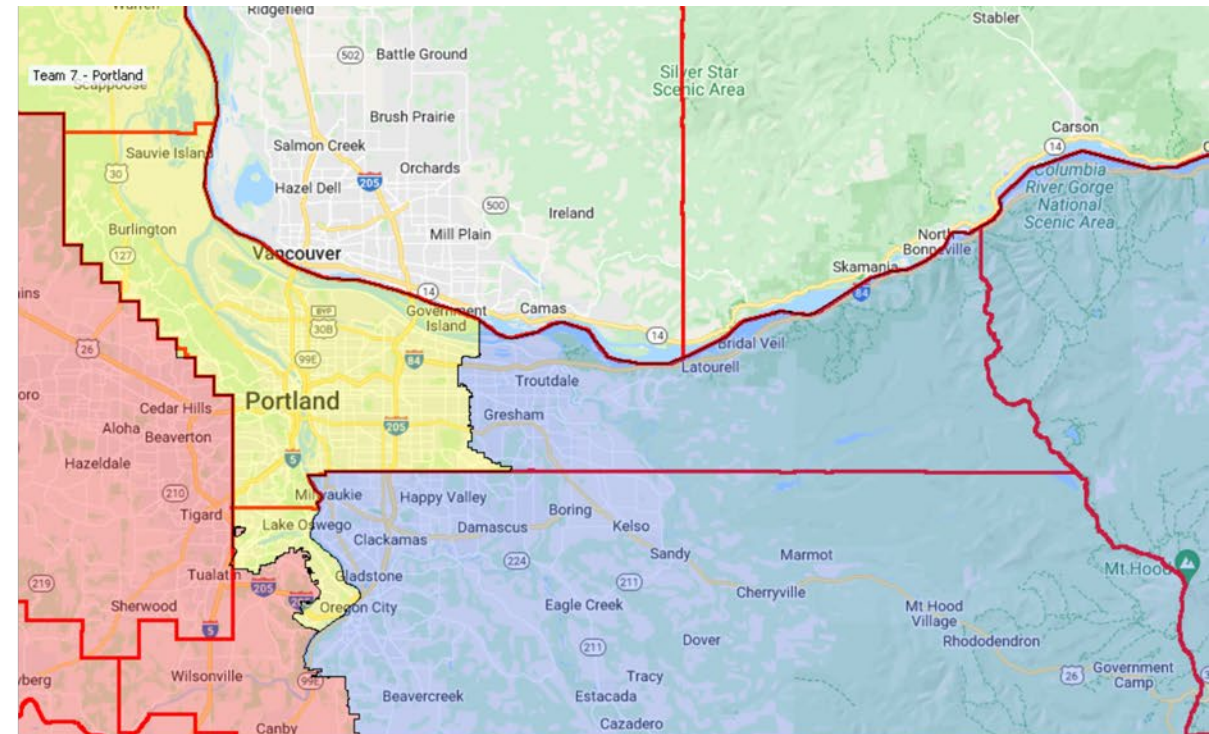 Warren
Ridgefield
Stabler
502
Battle Ground
Team 7 - Portland
Scappoose
Silver Star
Scenic Area
Brush Prairie
Carson
14
Salmon Creek
Sauvie Island
30
Orchards
205
Hazel Dell
Columbia
River Gorge
National
Scenic Area
500
Ireland
Burlington
Mill Plain
North
Bonneville
127
Vancouver
Skamania
84
ins
14
Government
Island
Camas
BYP
30B
14
26
99E
84
Bridal Veil
Latourell
Troutdale
oro
Cedar Hills
Portland
Gresham
Aloha
Beaverton
205
Hazeldale
5
210
Milwaukie
Happy Valley
Tigard
Boring
Lake Oswego
Damascus
Kelso
Clackamas
Sandy
Marmot
224
Mt Hood
219
Tualatin
Gladstone
211
205
Cherryville
Sherwood
Oregon City
Eagle Creek
Mt Hood
Village
5
Dover
Rhododendron
211
Wilsonville
99E
Tracy
Government
Camp
26
yberg
Beavercreek
Estacada
Canby
Cazadero